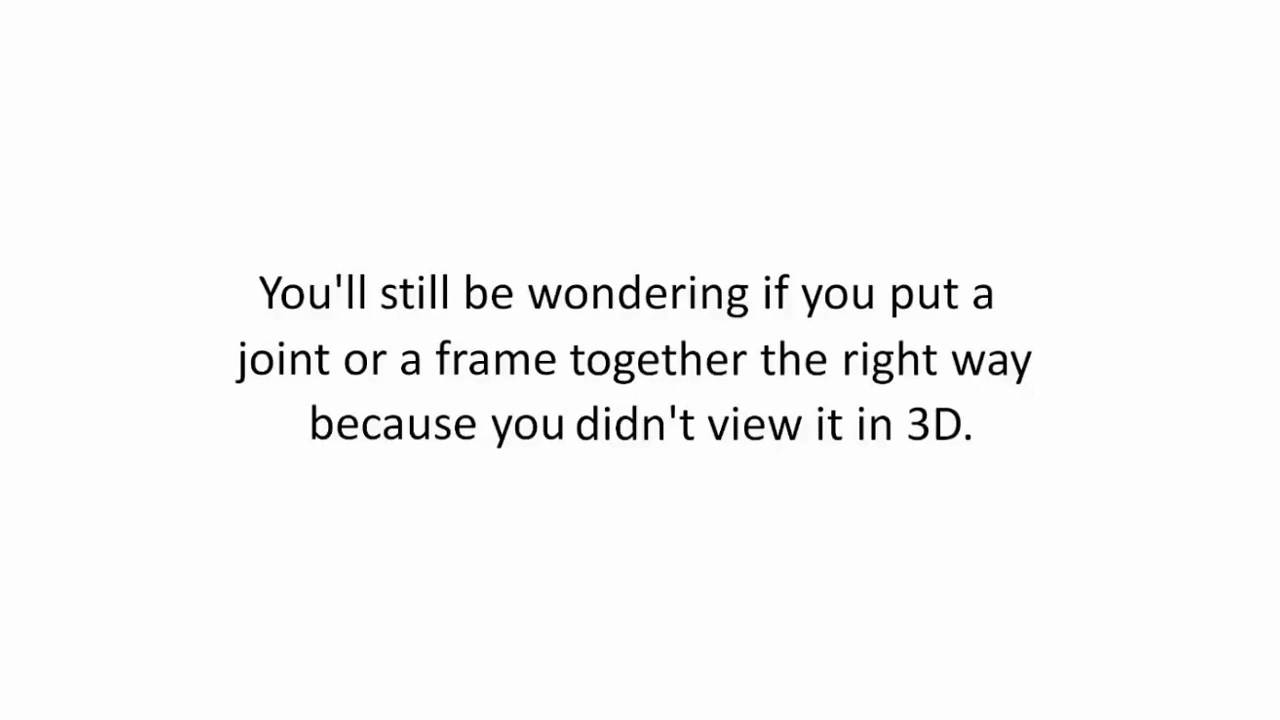 You'll still be wondering if you put a
joint or a frame together the right way
because you didn't view it in 3D.